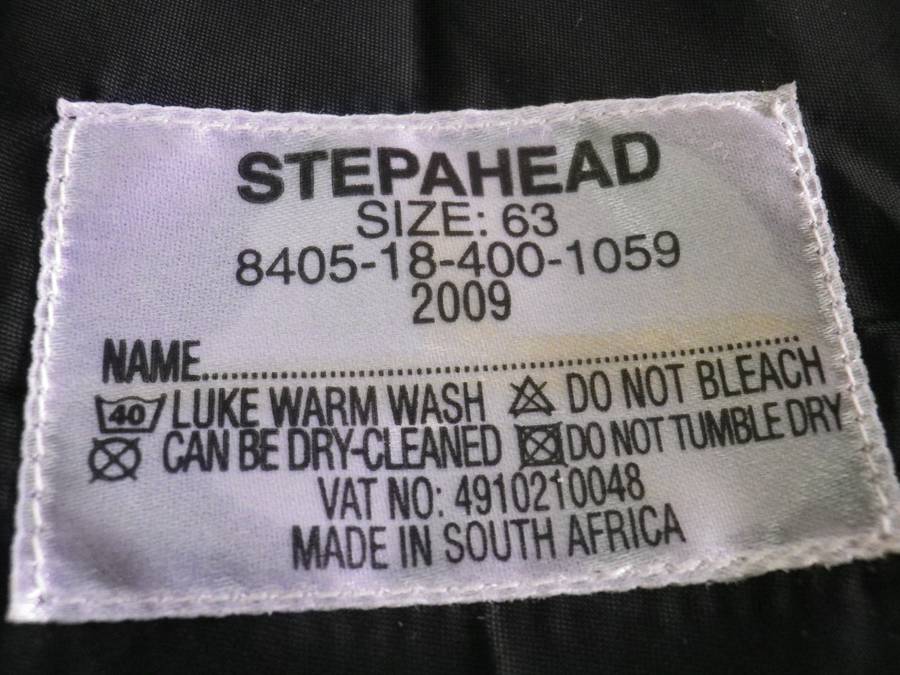 STEPAHEAD
SIZE: 63
8405-18-400-1059
2009
NAME..........................................................
40 LUKE WARM WASH DO NOT BLEACH
CAN BE DRY-CLEANED DO NOT TUMBLE DRY
VAT NO: 4910210048
MADE IN SOUTH AFRICA